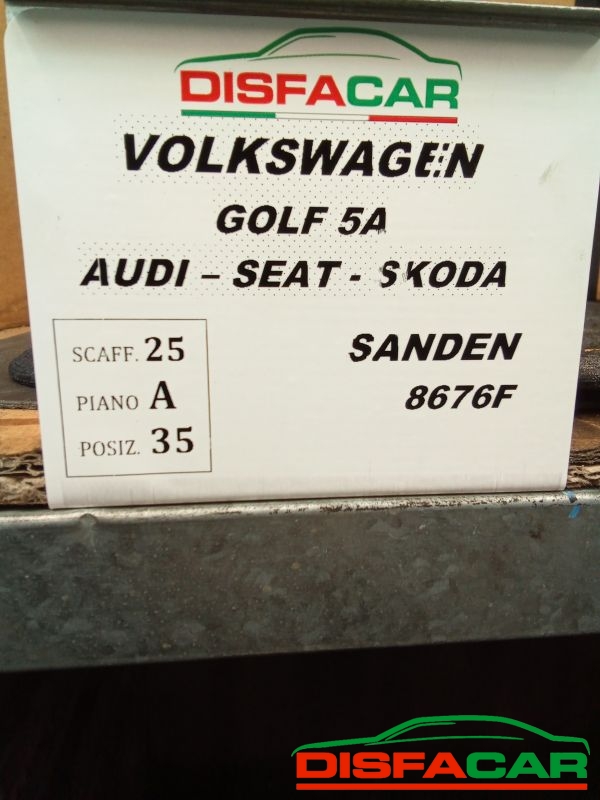 DISFACAR
VOLKSWAGEN
GOLF 5A
AUDI – SEAT - SKODA
SCAFF. 25
PIANO A
POSIZ. 35
SANDEN
8676F
DISFACAR